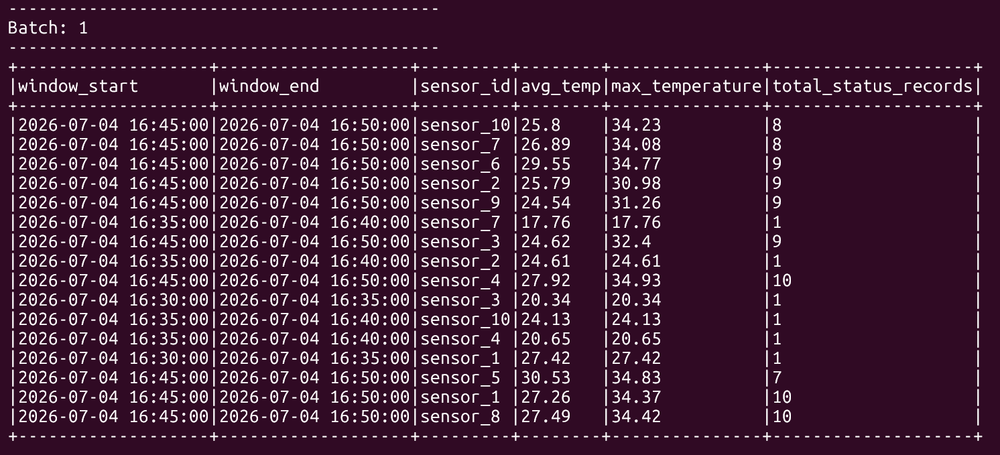 -------------------------------------------
Batch: 1
-------------------------------------------
+-------------------+-------------------+---------+--------+---------------+--------------------+
|window_start       |window_end         |sensor_id|avg_temp|max_temperature|total_status_records|
+-------------------+-------------------+---------+--------+---------------+--------------------+
|2026-07-04 16:45:00|2026-07-04 16:50:00|sensor_10|25.8    |34.23          |8                   |
|2026-07-04 16:45:00|2026-07-04 16:50:00|sensor_7 |26.89   |34.08          |8                   |
|2026-07-04 16:45:00|2026-07-04 16:50:00|sensor_6 |29.55   |34.77          |9                   |
|2026-07-04 16:45:00|2026-07-04 16:50:00|sensor_2 |25.79   |30.98          |9                   |
|2026-07-04 16:45:00|2026-07-04 16:50:00|sensor_9 |24.54   |31.26          |9                   |
|2026-07-04 16:35:00|2026-07-04 16:40:00|sensor_7 |17.76   |17.76          |1                   |
|2026-07-04 16:45:00|2026-07-04 16:50:00|sensor_3 |24.62   |32.4           |9                   |
|2026-07-04 16:35:00|2026-07-04 16:40:00|sensor_2 |24.61   |24.61          |1                   |
|2026-07-04 16:45:00|2026-07-04 16:50:00|sensor_4 |27.92   |34.93          |10                  |
|2026-07-04 16:30:00|2026-07-04 16:35:00|sensor_3 |20.34   |20.34          |1                   |
|2026-07-04 16:35:00|2026-07-04 16:40:00|sensor_10|24.13   |24.13          |1                   |
|2026-07-04 16:35:00|2026-07-04 16:40:00|sensor_4 |20.65   |20.65          |1                   |
|2026-07-04 16:30:00|2026-07-04 16:35:00|sensor_1 |27.42   |27.42          |1                   |
|2026-07-04 16:45:00|2026-07-04 16:50:00|sensor_5 |30.53   |34.83          |7                   |
|2026-07-04 16:45:00|2026-07-04 16:50:00|sensor_1 |27.26   |34.37          |10                  |
|2026-07-04 16:45:00|2026-07-04 16:50:00|sensor_8 |27.49   |34.42          |10                  |
+-------------------+-------------------+---------+--------+---------------+--------------------+